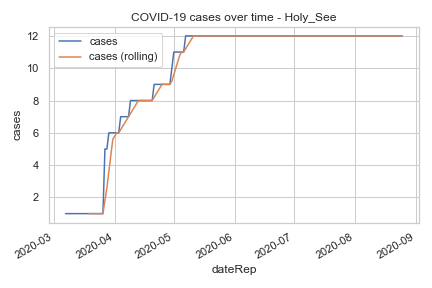 COVID-19 cases over time - Holy_See
cases
cases (rolling)
12
10
8
6
4
2
cases
2020-03
2020-04
2020-05
2020-06
2020-07
2020-08
2020-09
dateRep